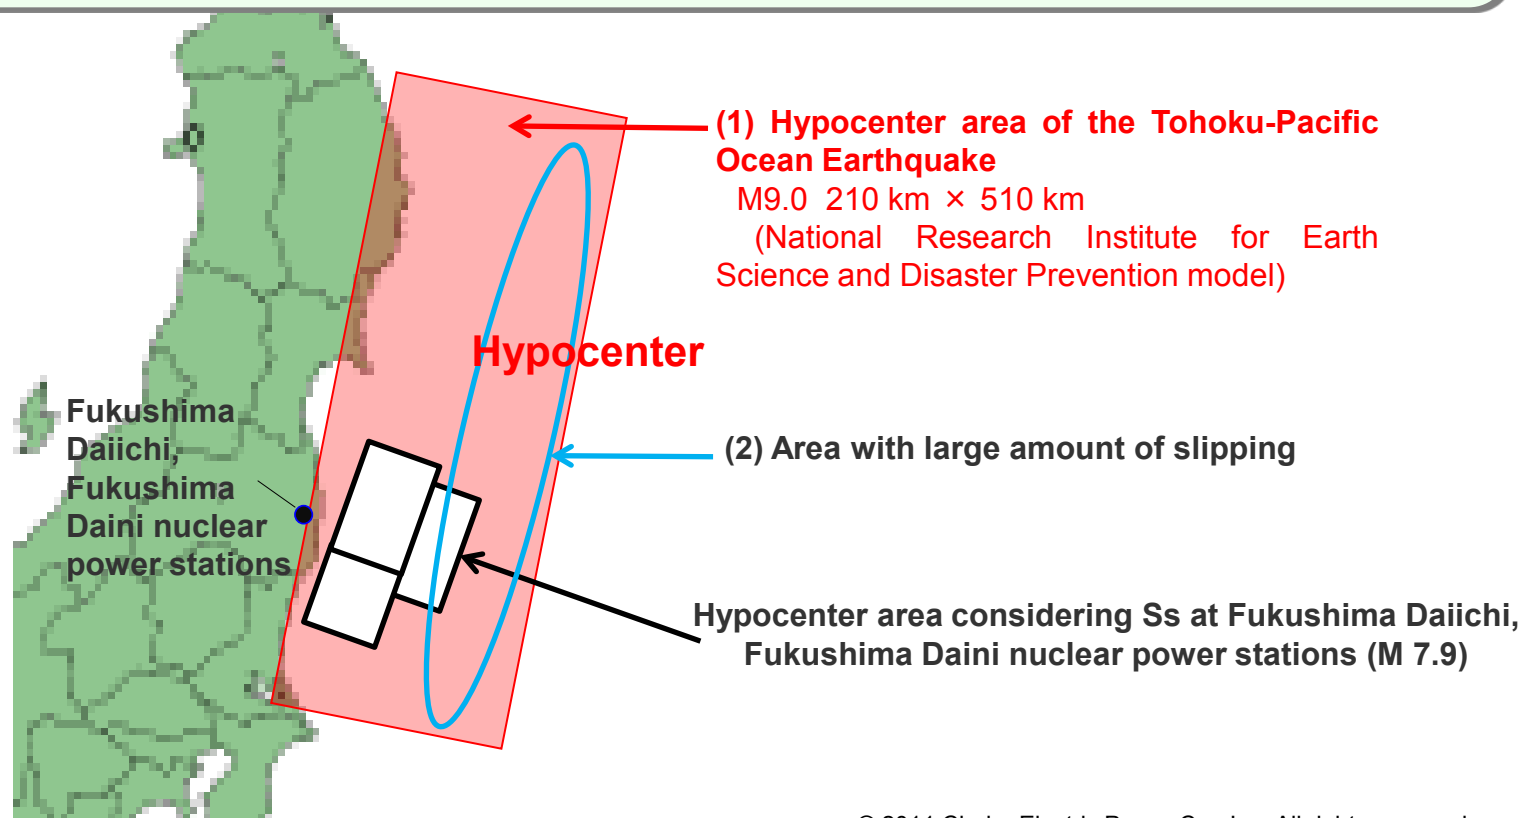 (1) Hypocenter area of the Tohoku-Pacific
Ocean Earthquake
M9.0 210 km × 510 km
(National Research Institute for Earth
Science and Disaster Prevention model)
Hypocenter
Fukushima
Daiichi,
Fukushima
Daini nuclear
power stations
(2) Area with large amount of slipping
Hypocenter area considering Ss at Fukushima Daiichi,
Fukushima Daini nuclear power stations (M 7.9)